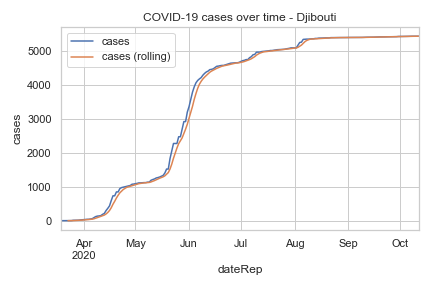 COVID-19 cases over time - Djibouti
cases
cases (rolling)
cases
5000
4000
3000
2000
1000
0
Apr
2020
May
Jun
Jul
Aug
Sep
Oct
dateRep